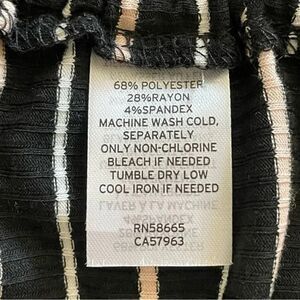 68% POLYESTER
28%RAYON
4%SPANDEX
MACHINE WASH COLD,
SEPARATELY
ONLY NON-CHLORINE
BLEACH IF NEEDED
TUMBLE DRY LOW
COOL IRON IF NEEDED
RN58665
CA57963